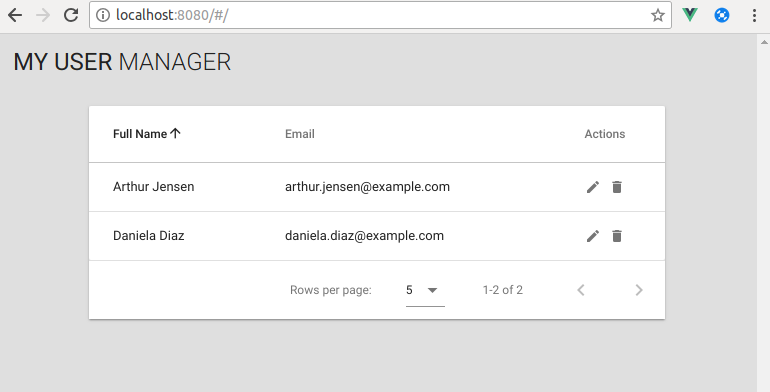 localhost:8080/#/
MY USER MANAGER
Full Name Email Actions
Arthur Jensen arthur.jensen@example.com
Daniela Diaz daniela.diaz@example.com
Rows per page: 5 1-2 of 2